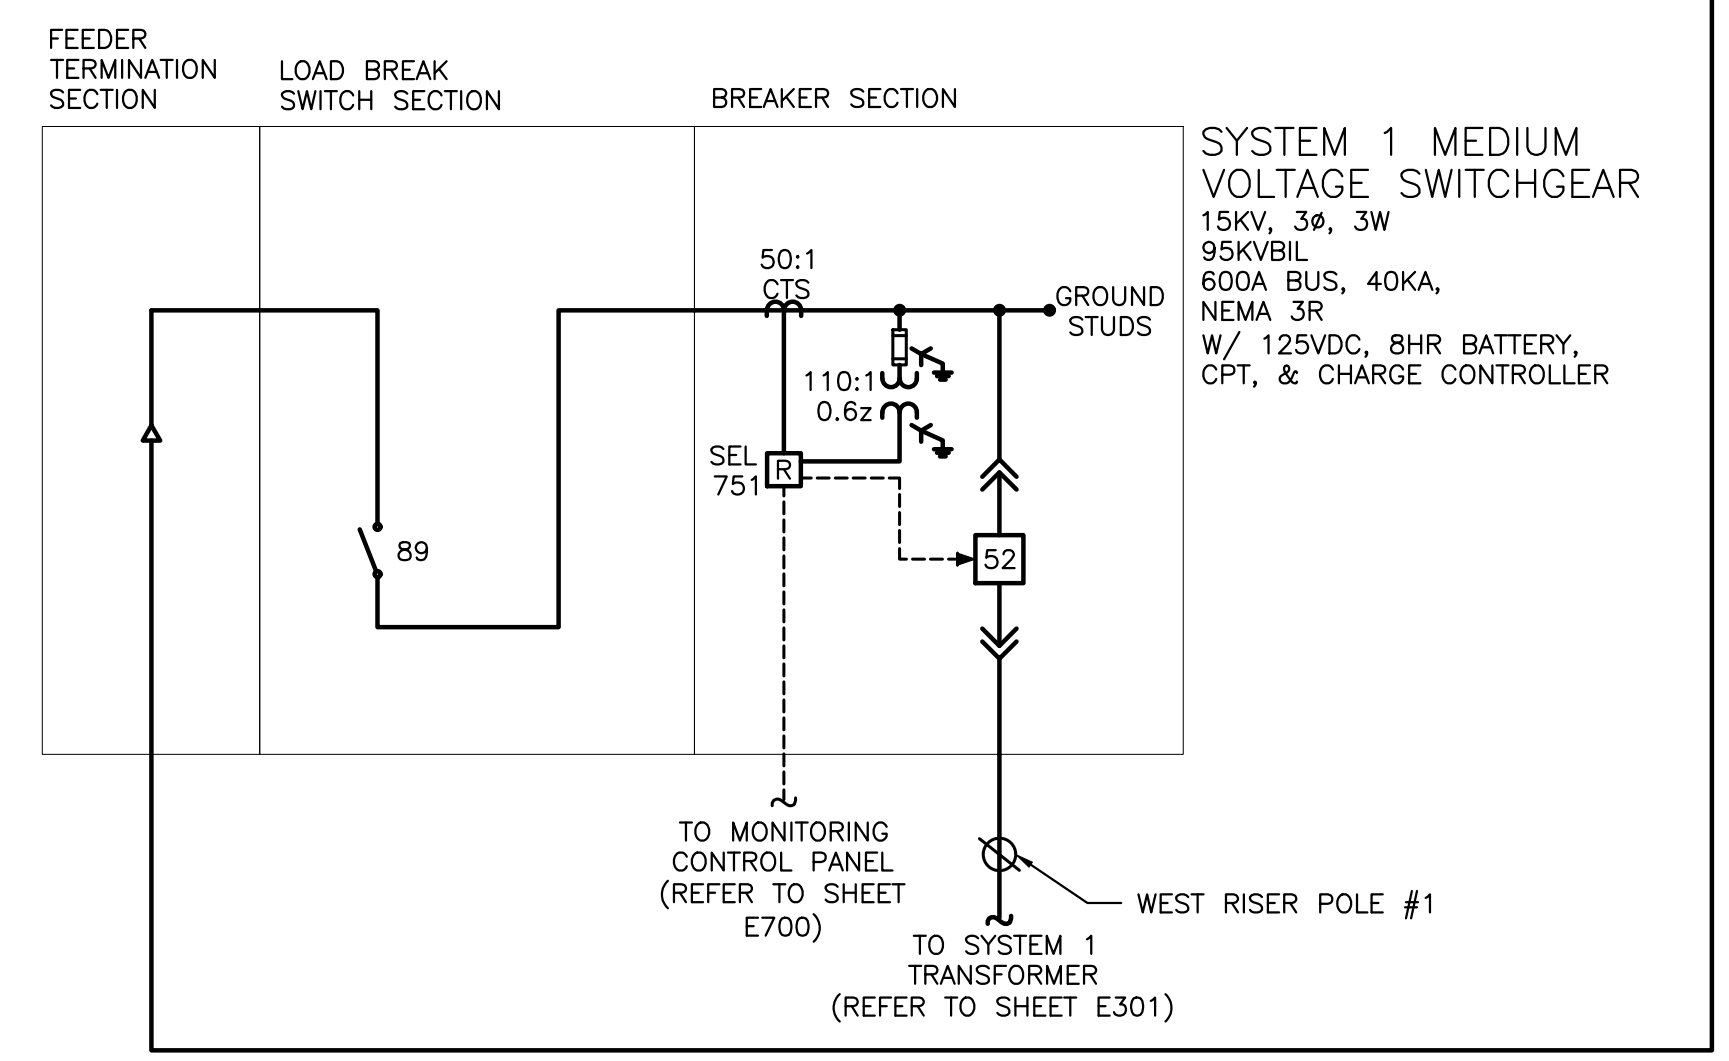 FEEDER
TERMINATION
SECTION
LOAD BREAK
SWITCH SECTION
BREAKER SECTION
SYSTEM 1 MEDIUM
VOLTAGE SWITCHGEAR
15KV, 3ø, 3W
95KVBIL
600A BUS, 40KA,
NEMA 3R
W/ 125VDC, 8HR BATTERY,
CPT, & CHARGE CONTROLLER
50:1
CTS
GROUND
STUDS
110:1
0.6z
SEL
751
R
89
52
TO MONITORING
CONTROL PANEL
(REFER TO SHEET
E700)
WEST RISER POLE #1
TO SYSTEM 1
TRANSFORMER
(REFER TO SHEET E301)